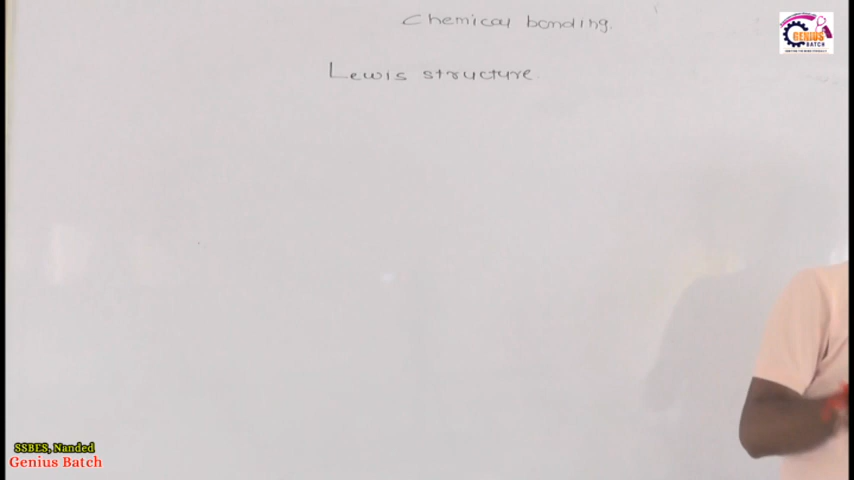 Chemical bonding.
GENIUS
BATCH
Lewis structure
SSBES, Nanded
Genius Batch